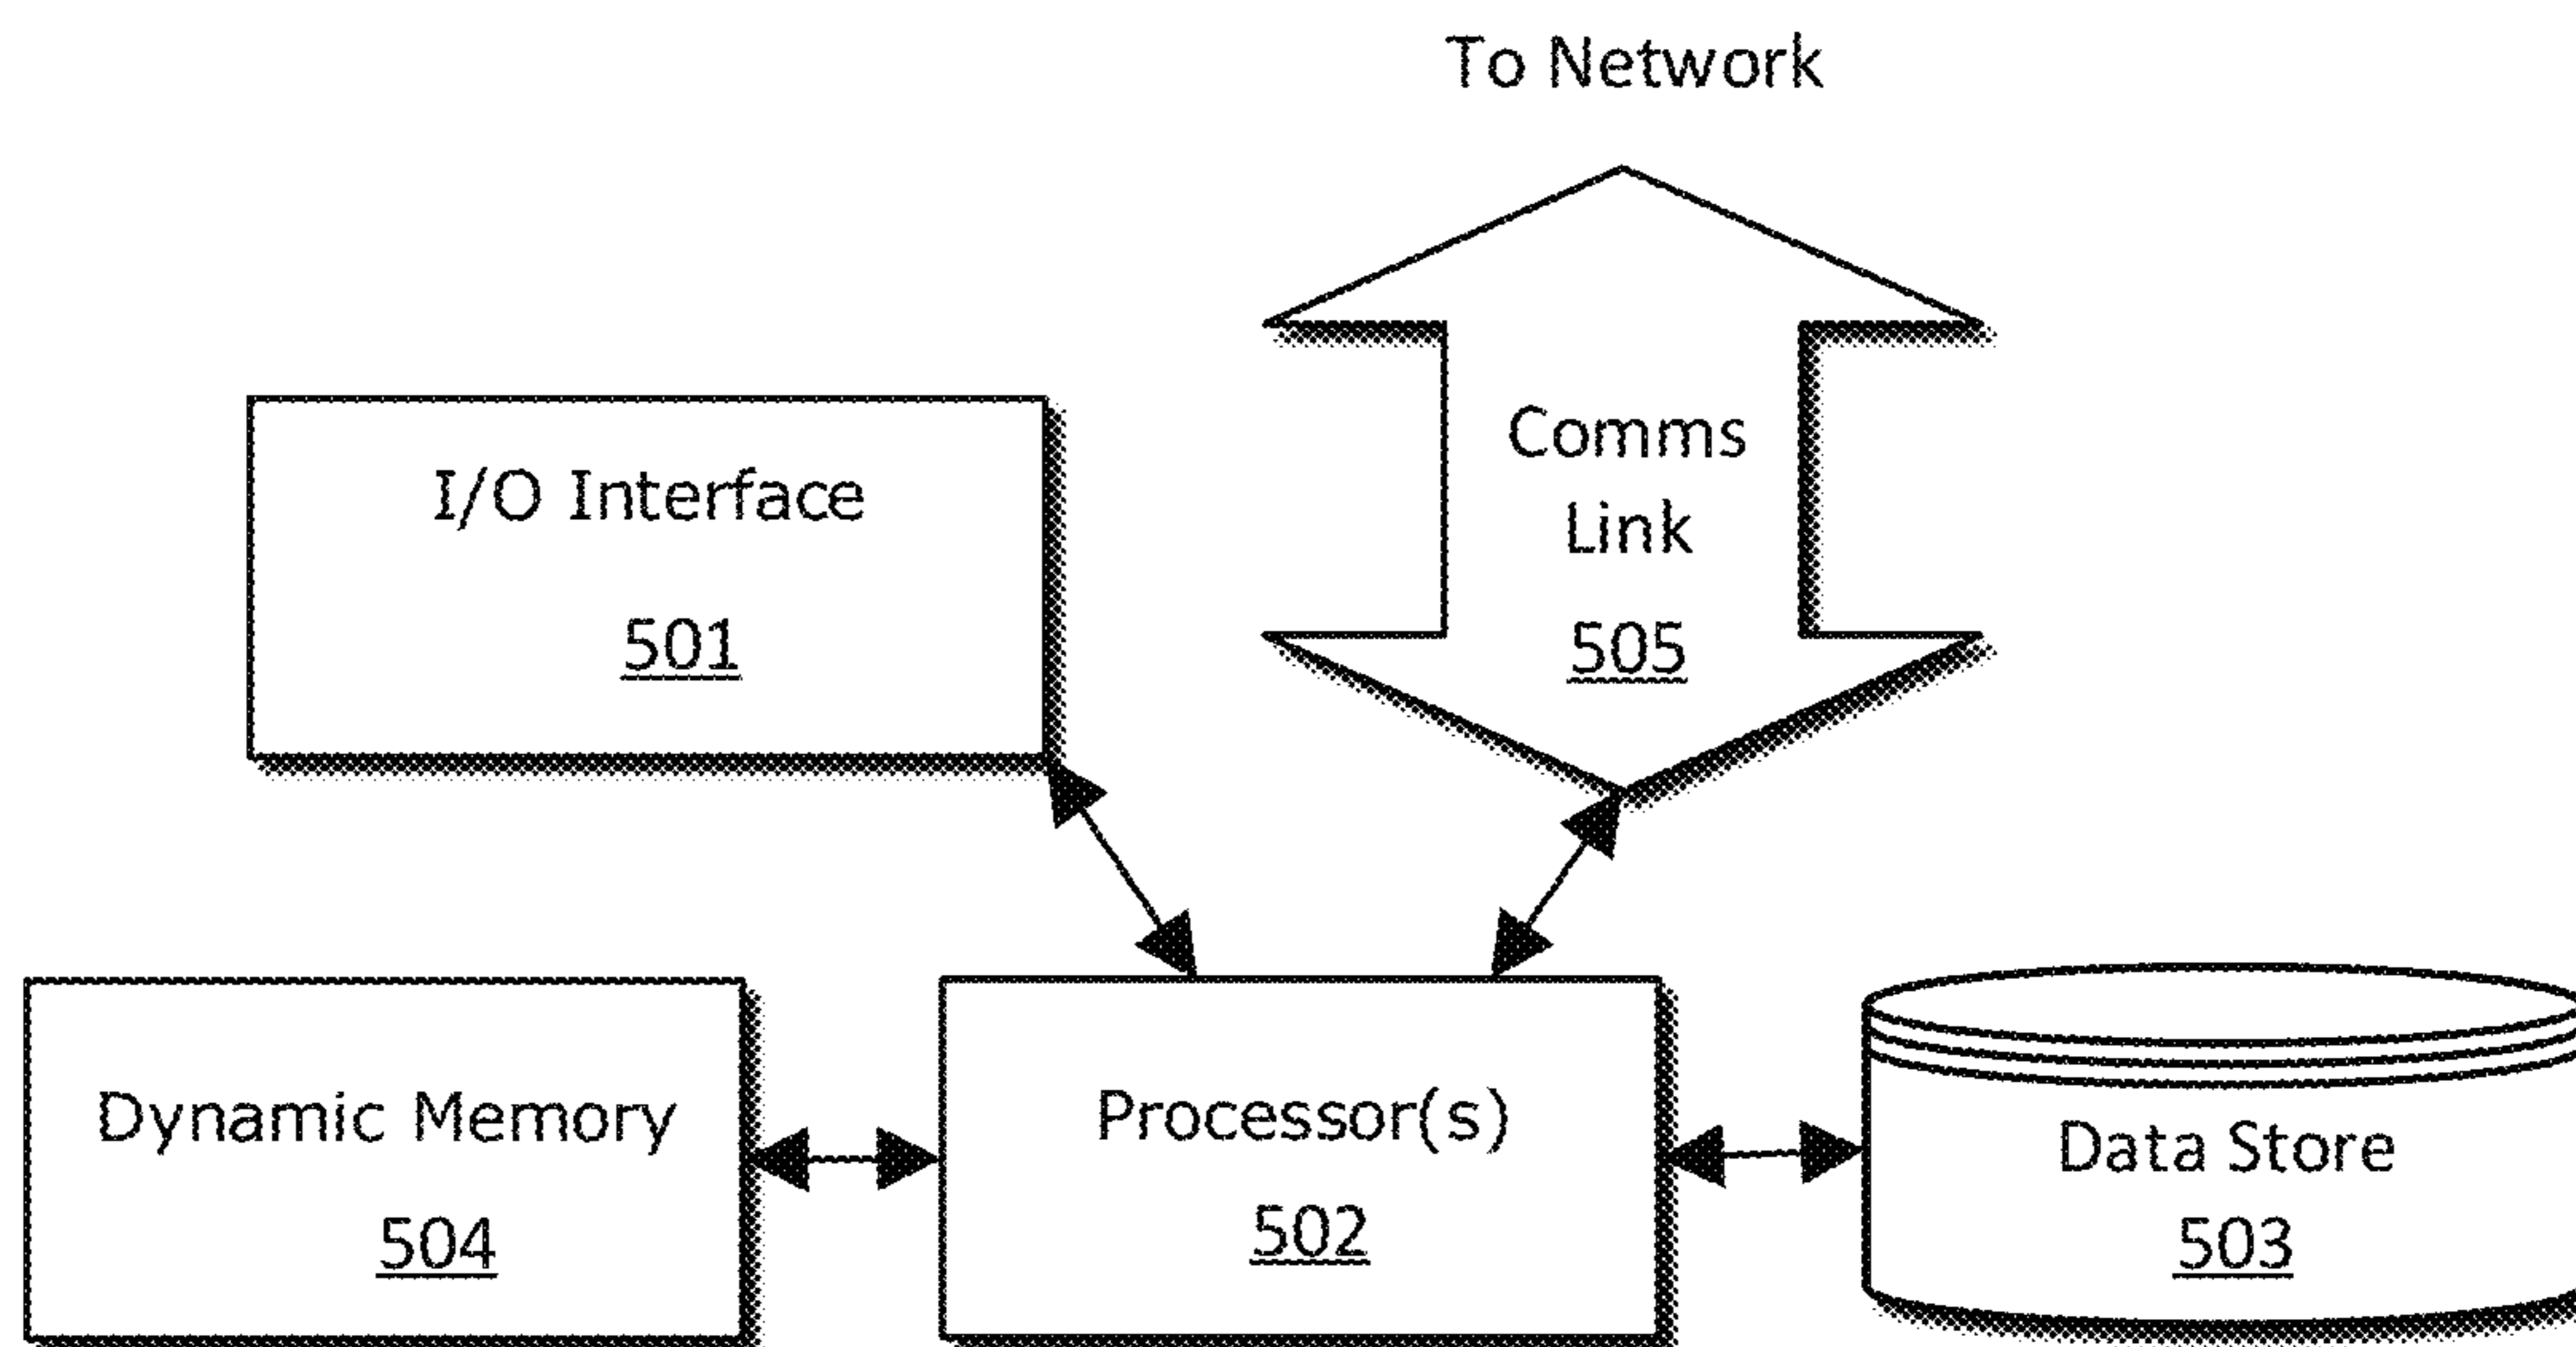 To Network
I/O Interface
501
Comms
Link
505
Dynamic Memory
504
Processor(s)
502
Data Store
503